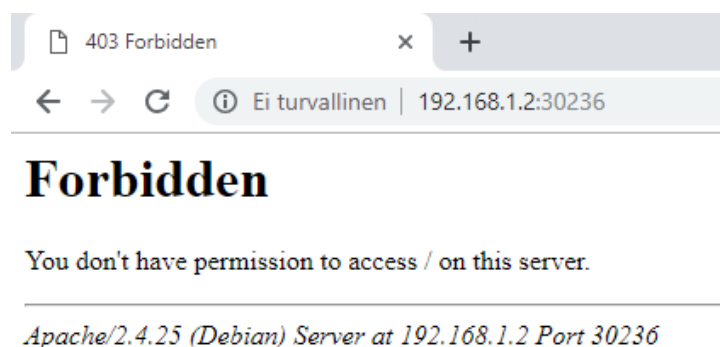 403 Forbidden
Ei turvallinen | 192.168.1.2:30236
Forbidden
You don't have permission to access / on this server.
Apache/2.4.25 (Debian) Server at 192.168.1.2 Port 30236